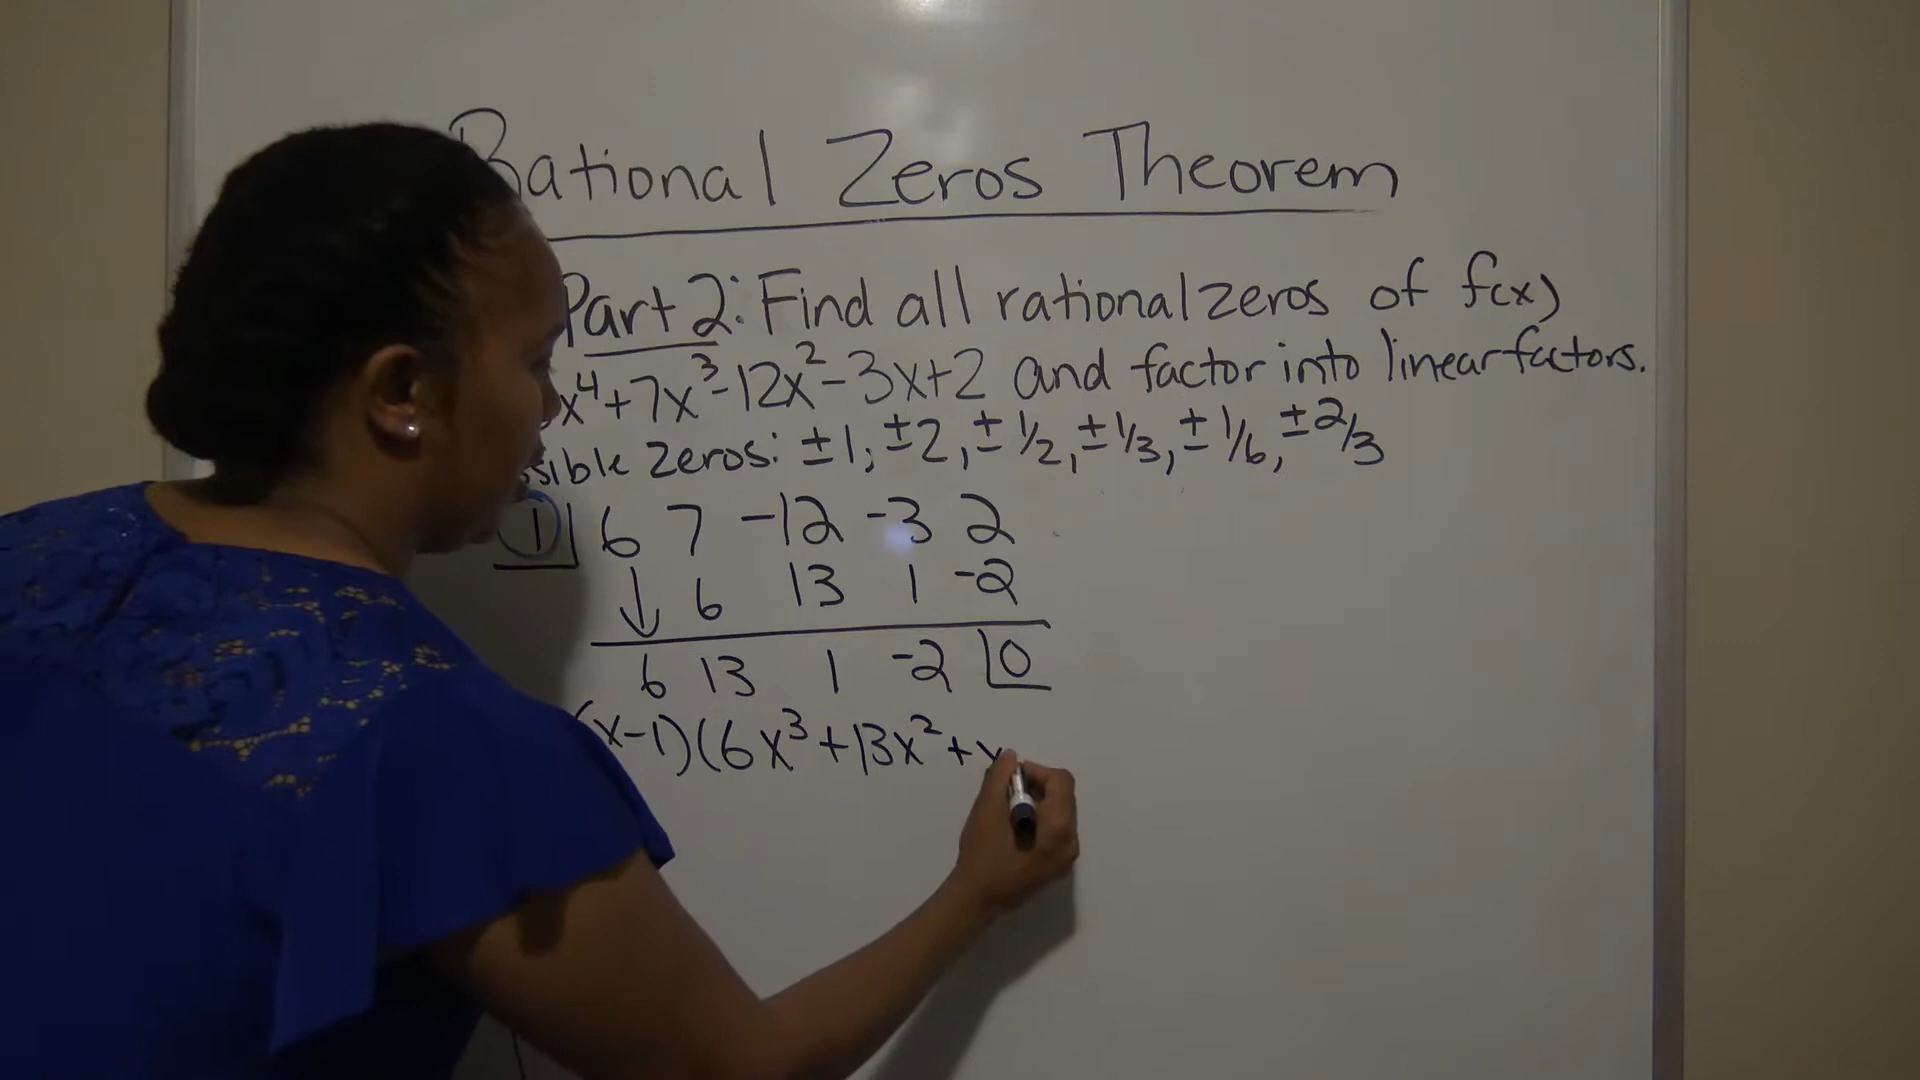 Rational Zeros Theorem
Part 2: Find all rational zeros of f(x)
x⁴+7x³-12x²-3x+2 and factor into linear factors.
sible zeros: ±1, ±2, ±1/2, ±1/3, ±1/6, ±2/3
1 6 7 -12 -3 2
↓ 6 13 1 -2
6 13 1 -2 0
(x-1)(6x³+13x²+x